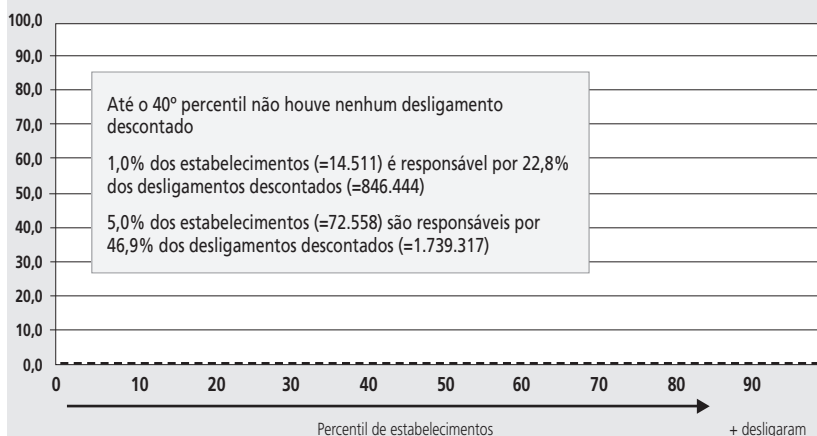 100,0
90,0
80,0
70,0
60,0
50,0
40,0
30,0
20,0
10,0
0,0
Até o 40º percentil não houve nenhum desligamento
descontado
1,0% dos estabelecimentos (=14.511) é responsável por 22,8%
dos desligamentos descontados (=846.444)
5,0% dos estabelecimentos (=72.558) são responsáveis por
46,9% dos desligamentos descontados (=1.739.317)
0 10 20 30 40 50 60 70 80 90
Percentil de estabelecimentos + desligaram